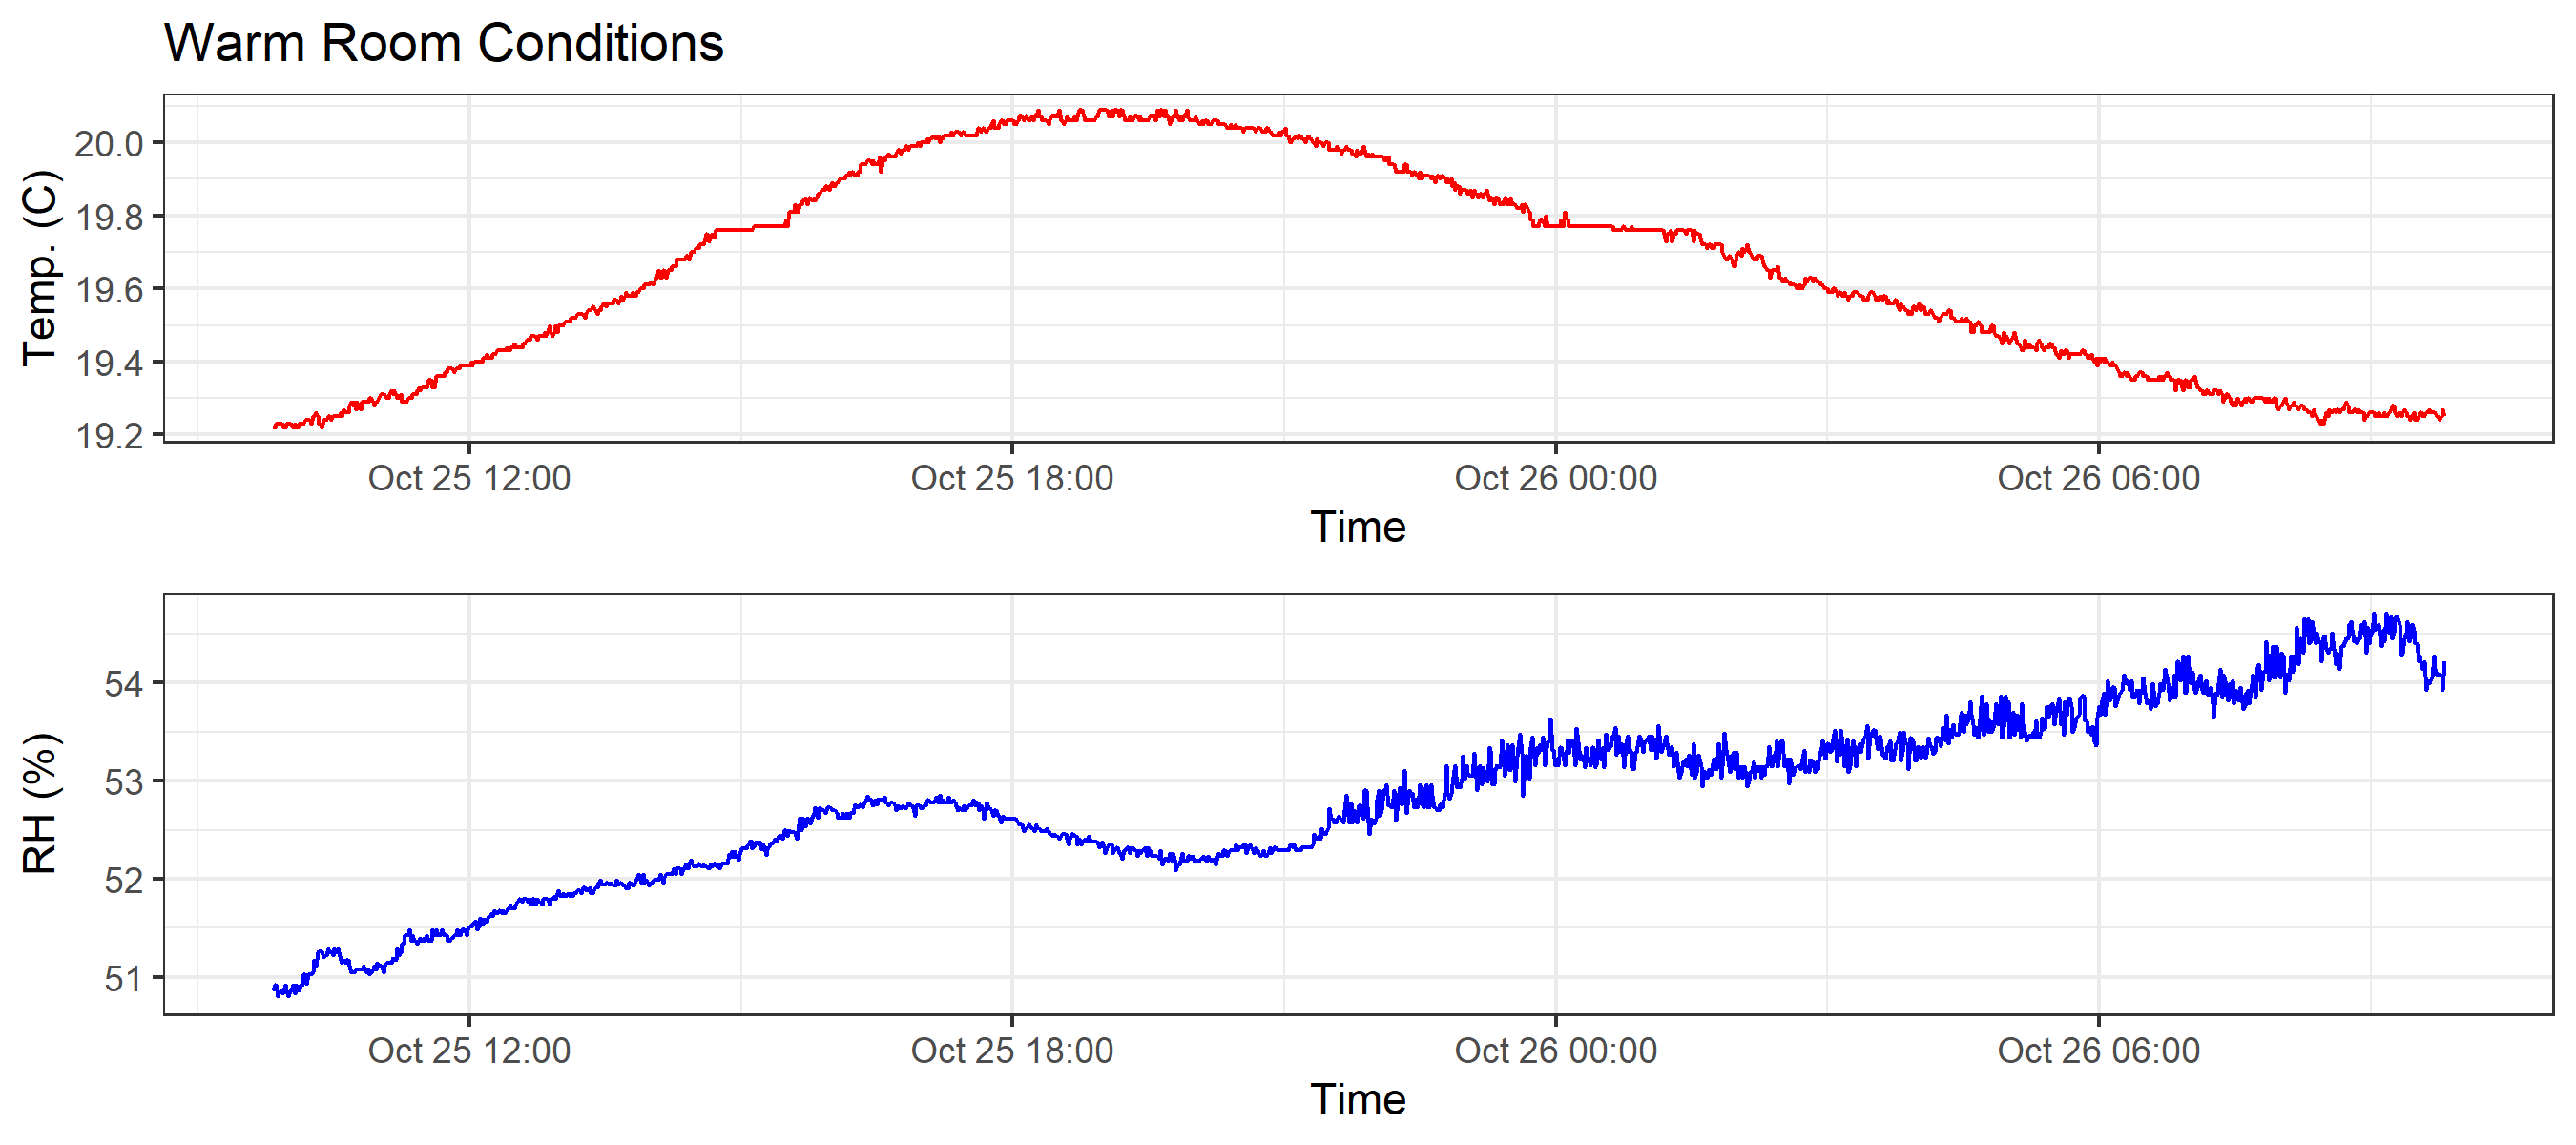 Warm Room Conditions
Temp. (C)
20.0
19.8
19.6
19.4
19.2
Oct 25 12:00 Oct 25 18:00 Oct 26 00:00 Oct 26 06:00
Time
RH (%)
54
53
52
51
Oct 25 12:00 Oct 25 18:00 Oct 26 00:00 Oct 26 06:00
Time